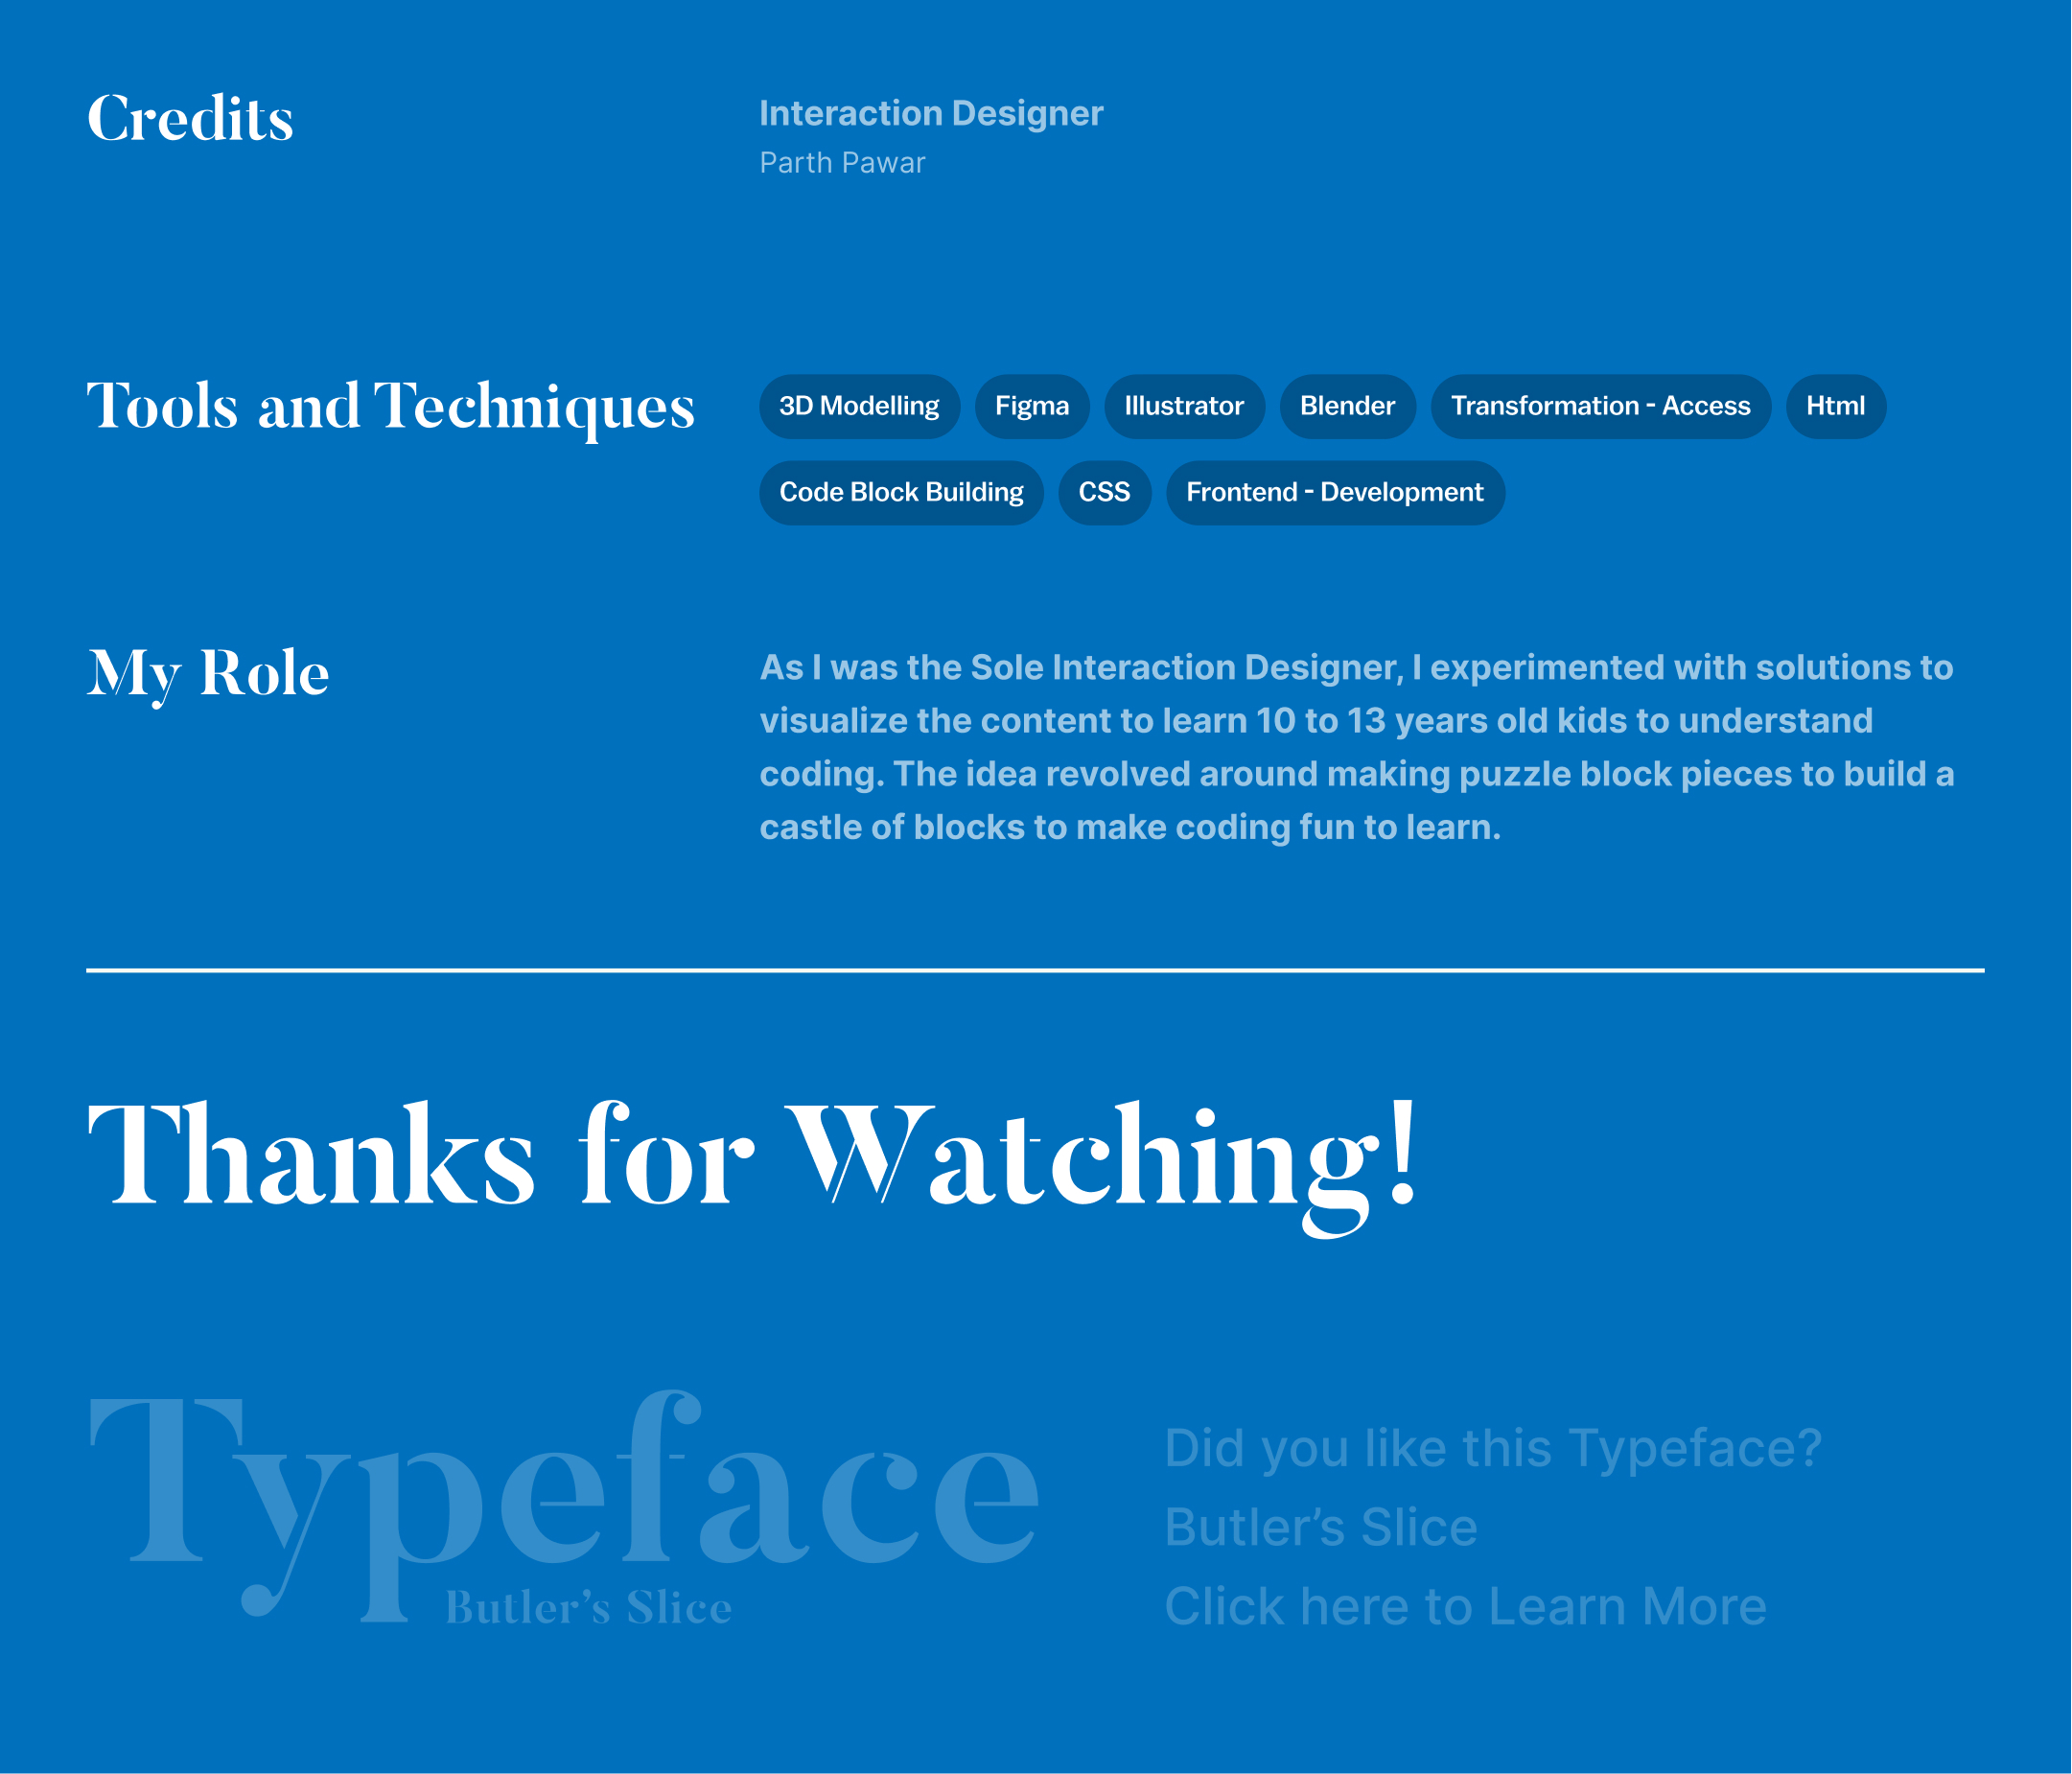 Credits
Interaction Designer
Parth Pawar
Tools and Techniques
3D Modelling Figma Illustrator Blender Transformation - Access Html
Code Block Building CSS Frontend - Development
My Role
As I was the Sole Interaction Designer, I experimented with solutions to
visualize the content to learn 10 to 13 years old kids to understand
coding. The idea revolved around making puzzle block pieces to build a
castle of blocks to make coding fun to learn.
Thanks for Watching!
Typeface
Butler’s Slice
Did you like this Typeface?
Butler’s Slice
Click here to Learn More